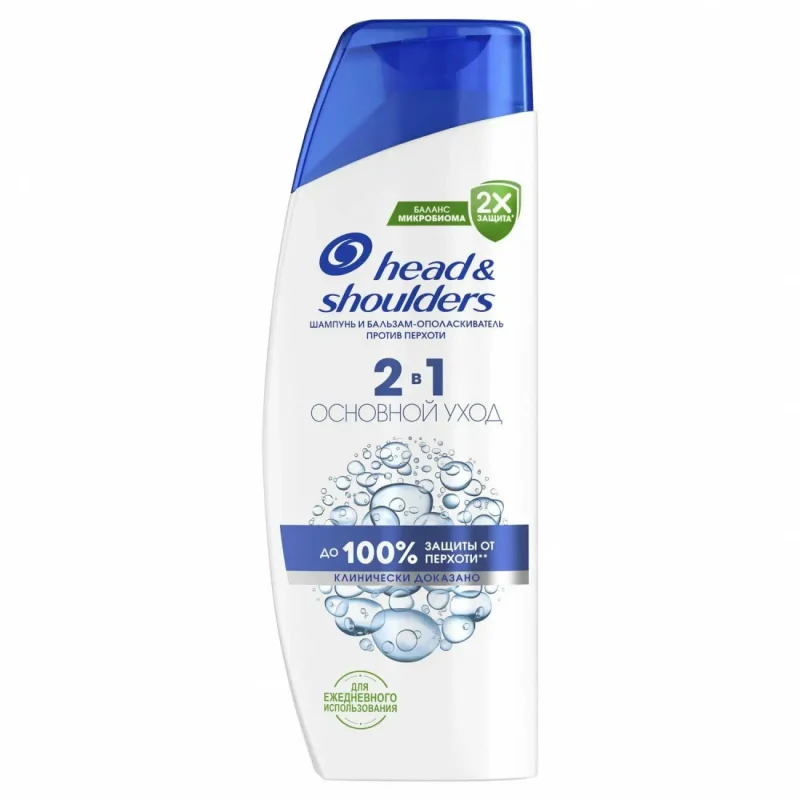 БАЛАНС
МИКРОБИОМА
2X
ЗАЩИТА*
head &
shoulders
ШАМПУНЬ И БАЛЬЗАМ-ОПОЛАСКИВАТЕЛЬ
ПРОТИВ ПЕРХОТИ
2 в 1
ОСНОВНОЙ УХОД
ДО 100% ЗАЩИТЫ ОТ
ПЕРХОТИ**
КЛИНИЧЕСКИ ДОКАЗАНО
ДЛЯ
ЕЖЕДНЕВНОГО
ИСПОЛЬЗОВАНИЯ